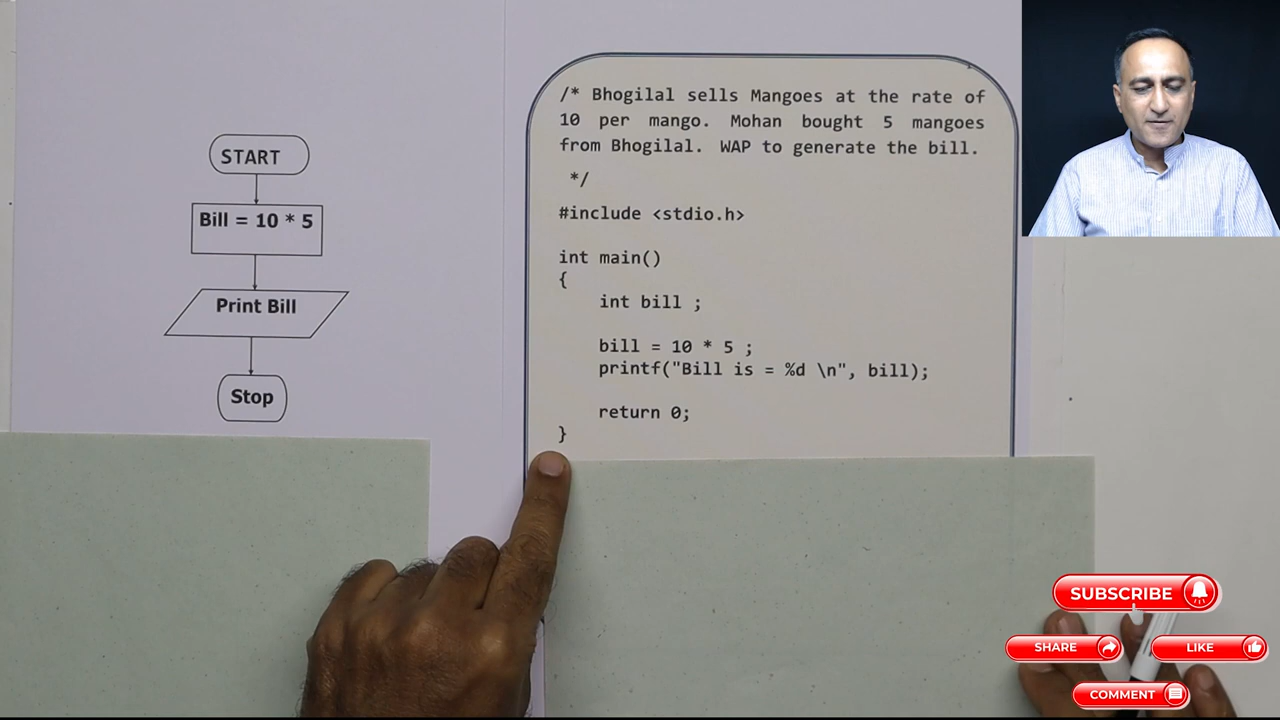 START
Bill = 10 * 5
Print Bill
Stop
/* Bhogilal sells Mangoes at the rate of
10 per mango. Mohan bought 5 mangoes
from Bhogilal. WAP to generate the bill.
*/
#include <stdio.h>
int main()
{
int bill ;
bill = 10 * 5 ;
printf("Bill is = %d \n", bill);
return 0;
}
SUBSCRIBE
SHARE
LIKE
COMMENT